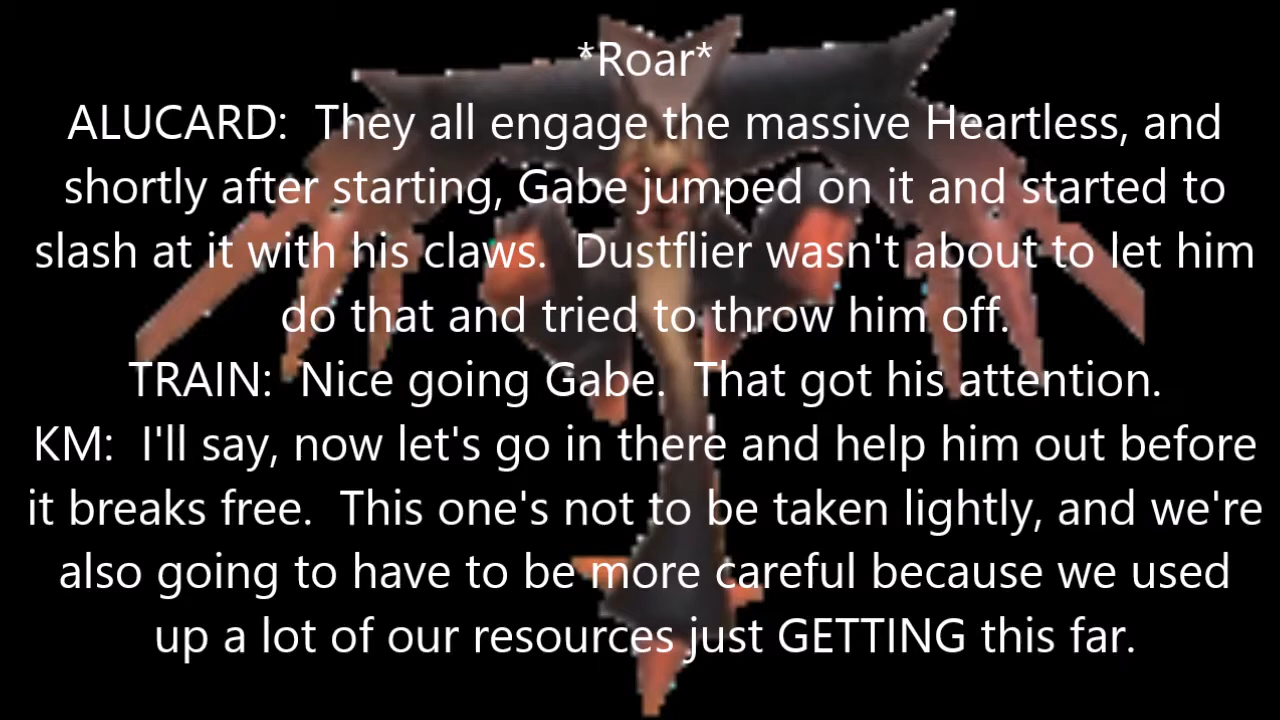 *Roar*
ALUCARD:  They all engage the massive Heartless, and
shortly after starting, Gabe jumped on it and started to
slash at it with his claws.  Dustflier wasn't about to let him
do that and tried to throw him off.
TRAIN:  Nice going Gabe.  That got his attention.
KM:  I'll say, now let's go in there and help him out before
it breaks free.  This one's not to be taken lightly, and we're
also going to have to be more careful because we used
up a lot of our resources just GETTING this far.